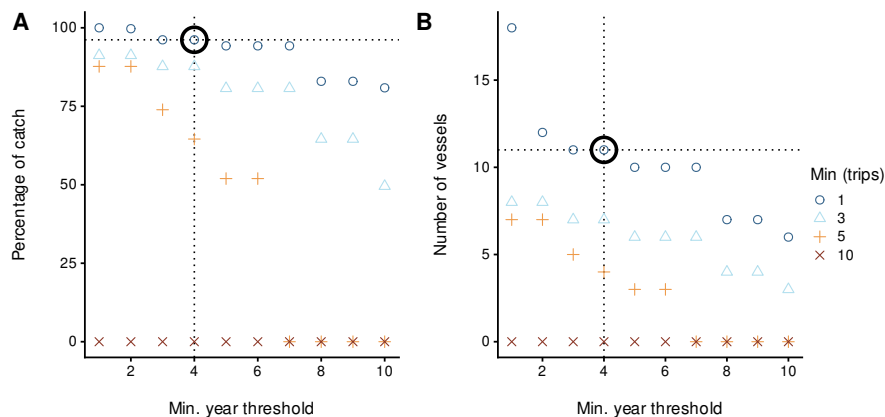 A
B
100
75
50
25
0
Percentage of catch
2 4 6 8 10
Min. year threshold
15
10
5
0
Number of vessels
2 4 6 8 10
Min. year threshold
Min (trips)
1
3
5
10